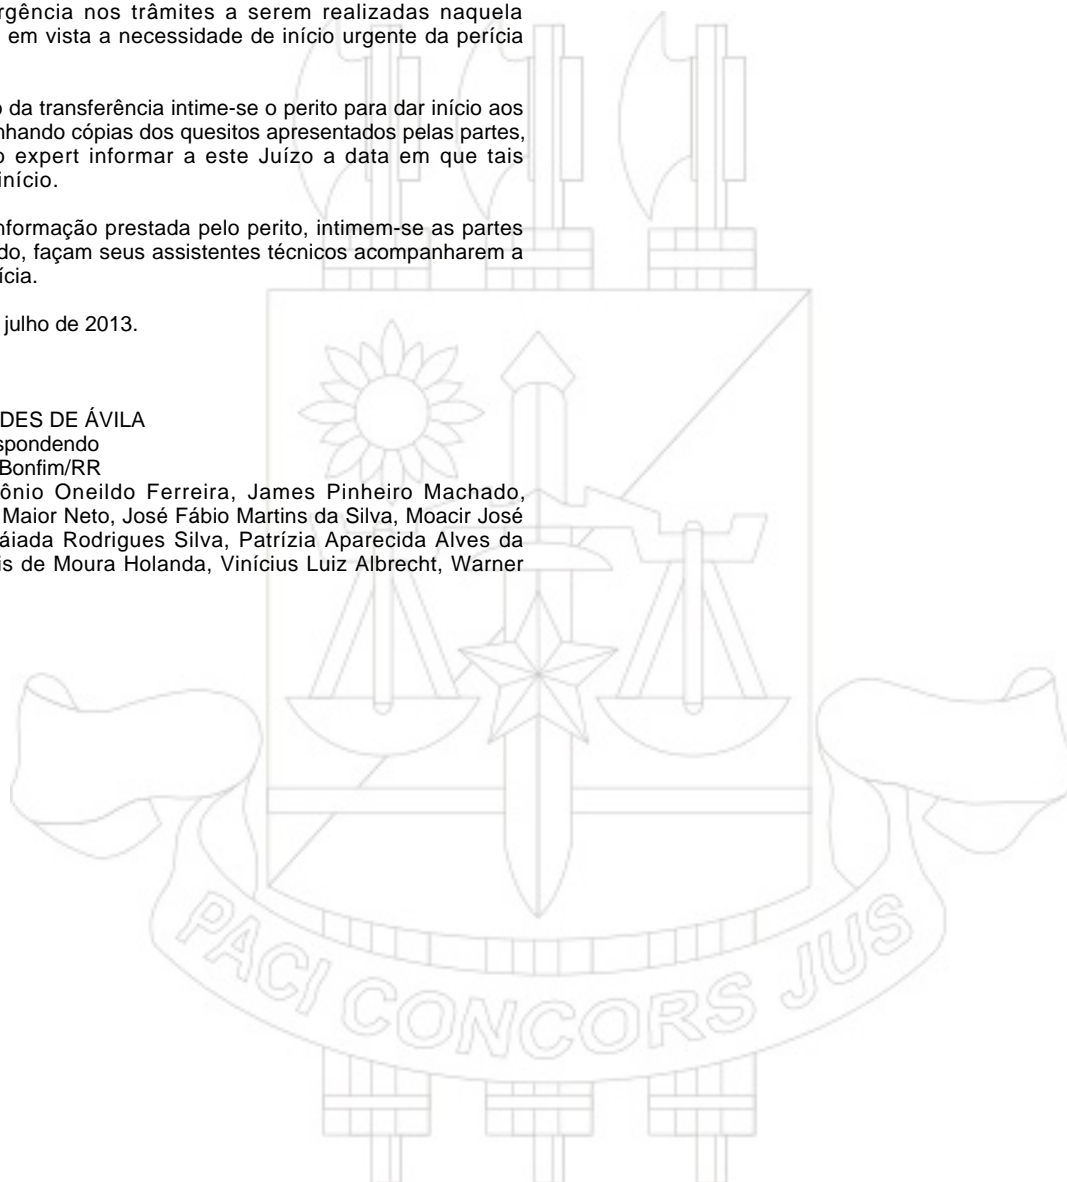 rgência nos trâmites a serem realizadas naquela
em vista a necessidade de início urgente da perícia
o da transferência intime-se o perito para dar início aos
nhando cópias dos quesitos apresentados pelas partes,
o expert informar a este Juízo a data em que tais
início.
nformação prestada pelo perito, intimem-se as partes
do, façam seus assistentes técnicos acompanharem a
ícia.
julho de 2013.
DES DE ÁVILA
spondendo
Bonfim/RR
ônio Oneildo Ferreira, James Pinheiro Machado,
Maior Neto, José Fábio Martins da Silva, Moacir José
áiada Rodrigues Silva, Patrízia Aparecida Alves da
is de Moura Holanda, Vinícius Luiz Albrecht, Warner
PACI CONCORS JUS